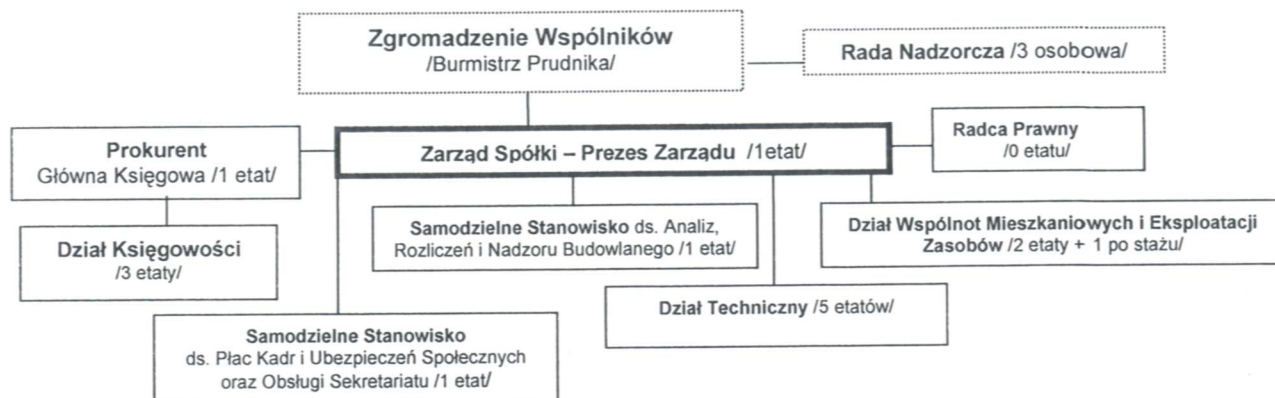 Zgromadzenie Wspólników
/Burmistrz Prudnika/
Rada Nadzorcza /3 osobowa/
Prokurent
Główna Księgowa /1 etat/
Zarząd Spółki – Prezes Zarządu /1etat/
Radca Prawny
/0 etatu/
Dział Księgowości
/3 etaty/
Samodzielne Stanowisko ds. Analiz,
Rozliczeń i Nadzoru Budowlanego /1 etat/
Dział Wspólnot Mieszkaniowych i Eksploatacji
Zasobów /2 etaty + 1 po stażu/
Dział Techniczny /5 etatów/
Samodzielne Stanowisko
ds. Płac Kadr i Ubezpieczeń Społecznych
oraz Obsługi Sekretariatu /1 etat/